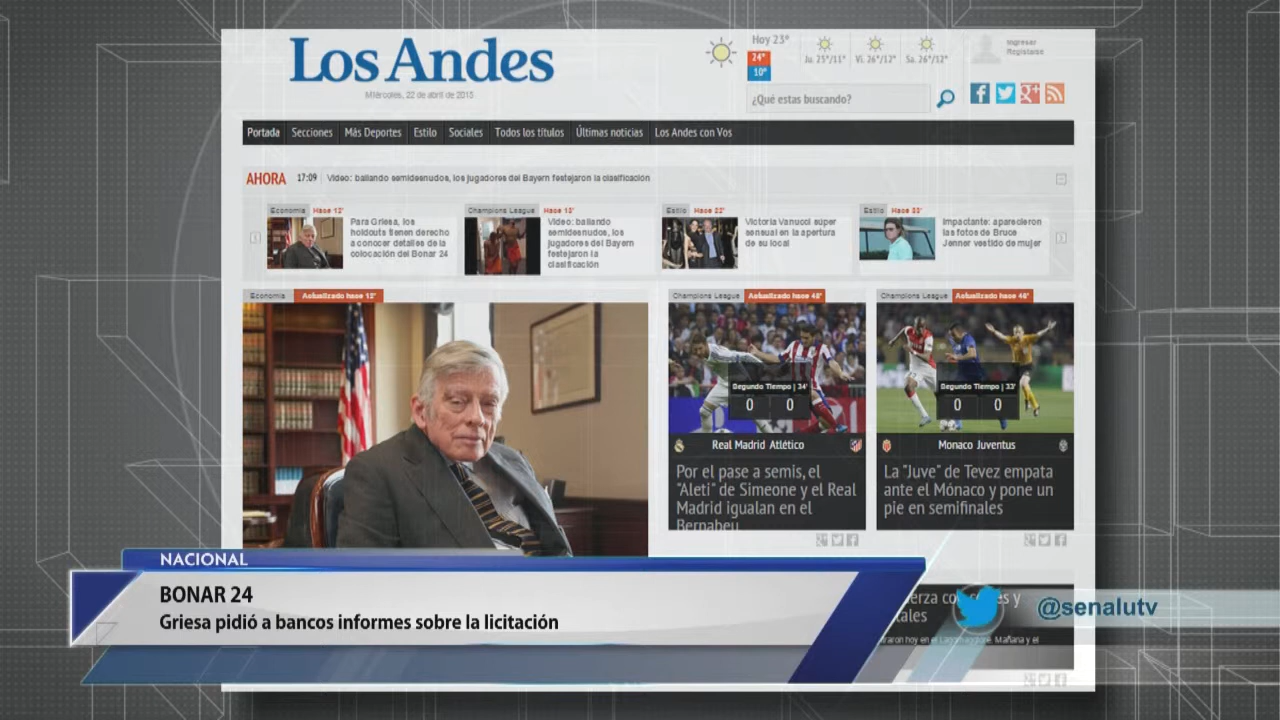 Los Andes
Miércoles, 22 de abril de 2015
Hoy 23°
24°
10°
Ju. 25°/11°
Vi. 26°/12°
Sa. 26°/12°
Ingresar
Registrarse
¿Qué estas buscando?
Portada Secciones Más Deportes Estilo Sociales Todos los títulos Últimas noticias Los Andes con Vos
AHORA 17:09 Video: bailando semidesnudos, los jugadores del Bayern festejaron la clasificación
Economía Hace 12'
Para Griesa, los
holdouts tienen derecho
a conocer detalles de la
colocación del Bonar 24
Champions League Hace 13'
Video: bailando
semidesnudos, los
jugadores del Bayern
festejaron la
clasificación
Estilo Hace 22'
Victoria Vanucci súper
sensual en la apertura
de su local
Estilo Hace 33'
Impactante: aparecieron
las fotos de Bruce
Jenner vestido de mujer
Economía Actualizado hace 12'
Champions League Actualizado hace 46'
Segundo Tiempo | 34'
0 0
Real Madrid Atlético
Por el pase a semis, el
"Aleti" de Simeone y el Real
Madrid igualan en el
Bernabeu
Champions League Actualizado hace 46'
Segundo Tiempo | 33'
0 0
Monaco Juventus
La "Juve" de Tevez empata
ante el Mónaco y pone un
pie en semifinales
NACIONAL
BONAR 24
Griesa pidió a bancos informes sobre la licitación
@senalutv